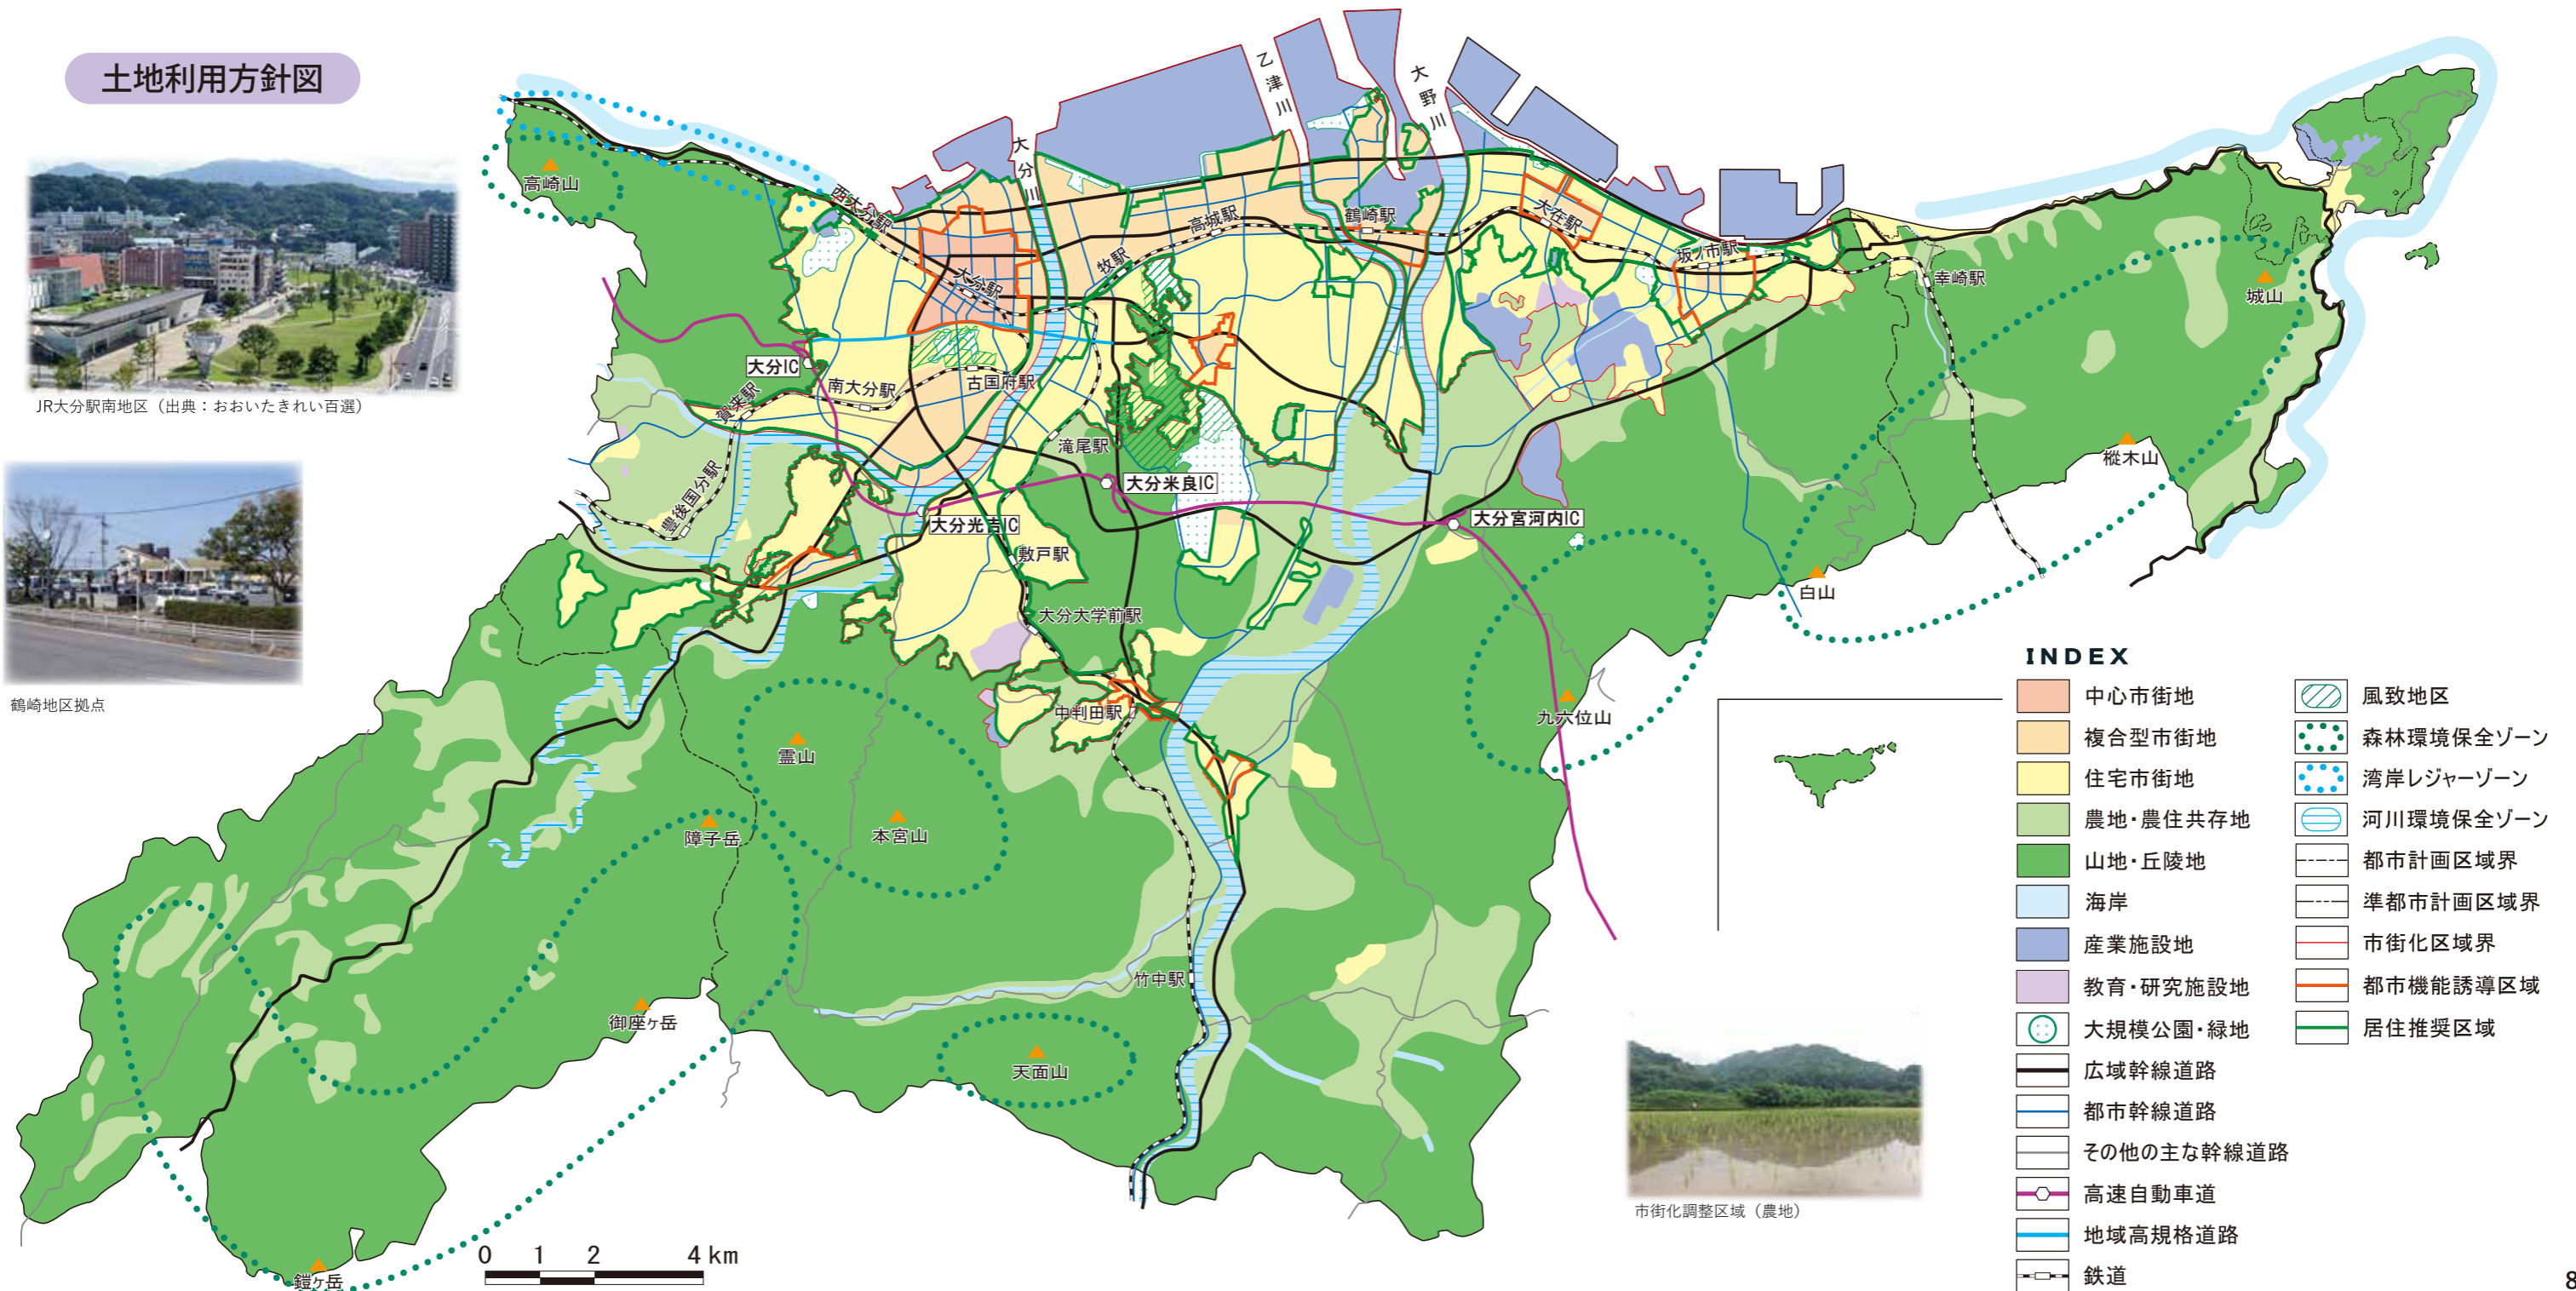 土地利用方針図
JR大分駅南地区（出典：おおいたきれい百選）
鶴崎地区拠点
高崎山
西大分駅
大分川
乙津川
大野川
大分駅
牧駅
高城駅
鶴崎駅
大在駅
坂ノ市駅
幸崎駅
城山
樅木山
白山
大分IC
賀来駅
南大分駅
古国府駅
滝尾駅
豊後国分駅
大分米良IC
大分光吉IC
大分宮河内IC
敷戸駅
大分大学前駅
中判田駅
九六位山
霊山
障子岳
本宮山
竹中駅
御座ヶ岳
天面山
鎧ヶ岳
0 1 2 4 km
市街化調整区域（農地）
INDEX
中心市街地
複合型市街地
住宅市街地
農地・農住共存地
山地・丘陵地
海岸
産業施設地
教育・研究施設地
大規模公園・緑地
広域幹線道路
都市幹線道路
その他の主な幹線道路
高速自動車道
地域高規格道路
鉄道
風致地区
森林環境保全ゾーン
湾岸レジャーゾーン
河川環境保全ゾーン
都市計画区域界
準都市計画区域界
市街化区域界
都市機能誘導区域
居住推奨区域
8